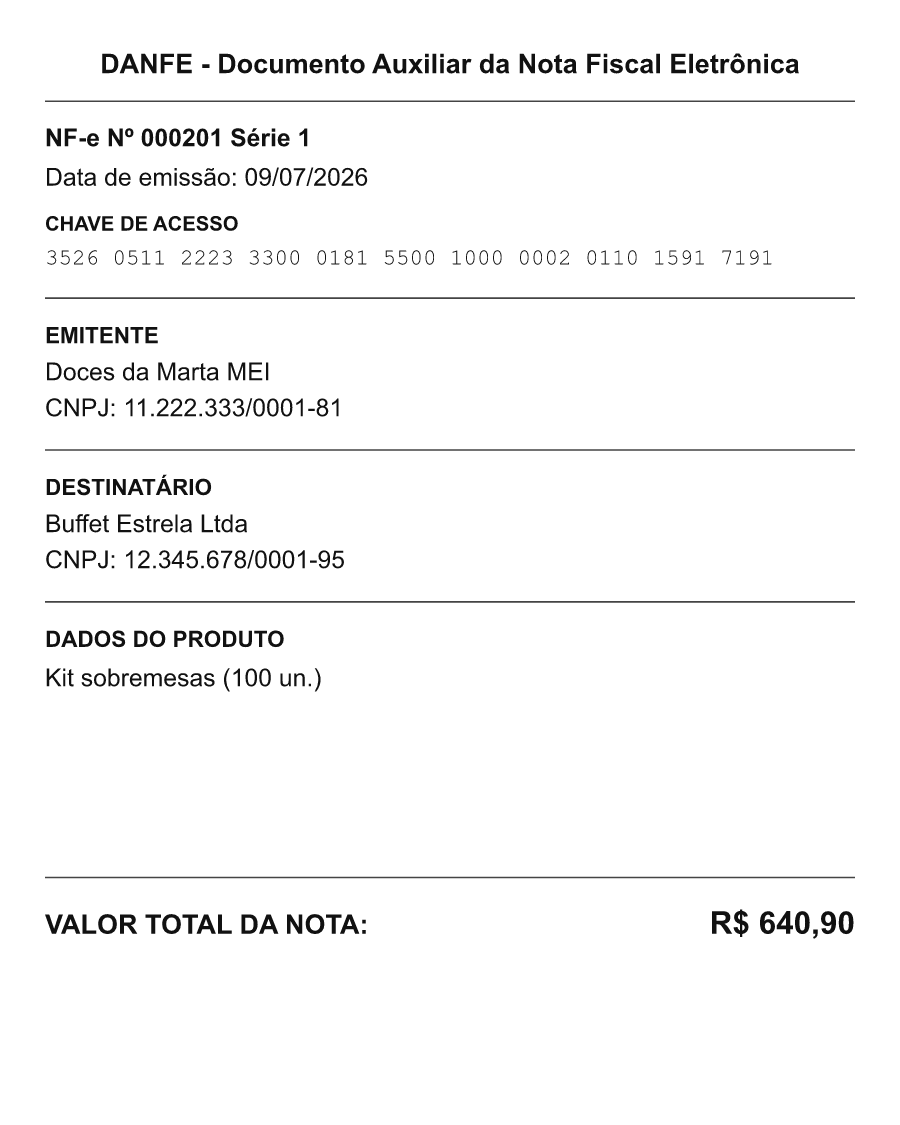 DANFE - Documento Auxiliar da Nota Fiscal Eletrônica
NF-e Nº 000201 Série 1
Data de emissão: 09/07/2026
CHAVE DE ACESSO
3526 0511 2223 3300 0181 5500 1000 0002 0110 1591 7191
EMITENTE
Doces da Marta MEI
CNPJ: 11.222.333/0001-81
DESTINATÁRIO
Buffet Estrela Ltda
CNPJ: 12.345.678/0001-95
DADOS DO PRODUTO
Kit sobremesas (100 un.)
VALOR TOTAL DA NOTA: R$ 640,90